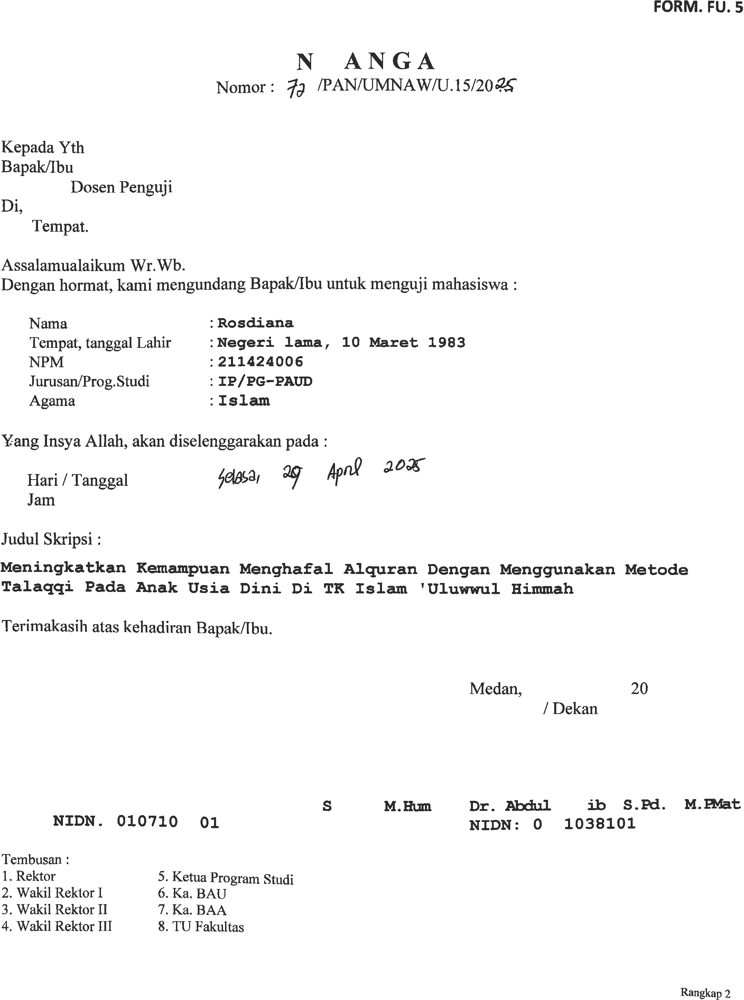 FORM. FU. 5
N ANGA
Nomor : 72 /PAN/UMNAW/U.15/2025
Kepada Yth
Bapak/Ibu
Dosen Penguji
Di,
Tempat.
Assalamualaikum Wr.Wb.
Dengan hormat, kami mengundang Bapak/Ibu untuk menguji mahasiswa :
Nama : Rosdiana
Tempat, tanggal Lahir : Negeri lama, 10 Maret 1983
NPM : 211424006
Jurusan/Prog.Studi : IP/PG-PAUD
Agama : Islam
Yang Insya Allah, akan diselenggarakan pada :
Hari / Tanggal Selasa, 29 April 2025
Jam
Judul Skripsi :
Meningkatkan Kemampuan Menghafal Alquran Dengan Menggunakan Metode
Talaqqi Pada Anak Usia Dini Di TK Islam 'Uluwwul Himmah
Terimakasih atas kehadiran Bapak/Ibu.
Medan, 20
/ Dekan
S M.Hum Dr. Abdul ib S.Pd. M.PMat
NIDN. 010710 01 NIDN: 0 1038101
Tembusan :
1. Rektor 5. Ketua Program Studi
2. Wakil Rektor I 6. Ka. BAU
3. Wakil Rektor II 7. Ka. BAA
4. Wakil Rektor III 8. TU Fakultas
Rangkap 2